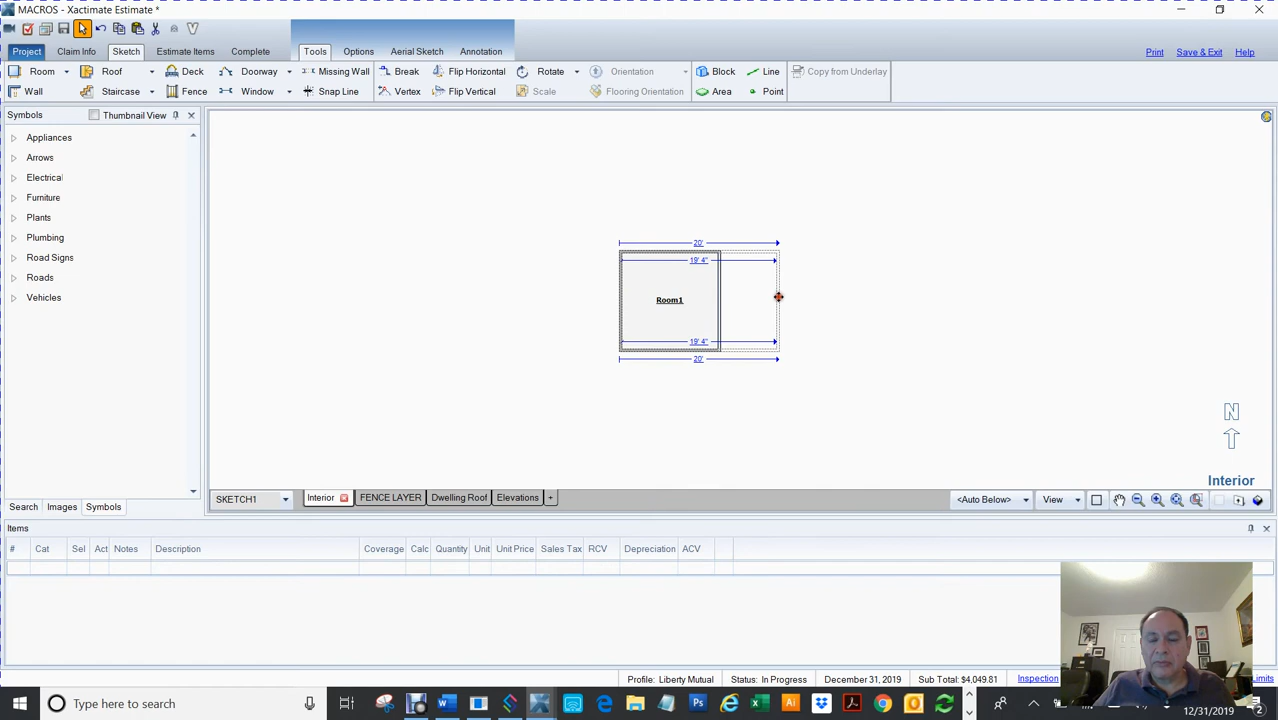 MACROS - Xactimate Estimate *
Project Claim Info Sketch Estimate Items Complete Tools Options Aerial Sketch Annotation Print Save & Exit Help
Room Roof Deck Doorway Missing Wall Break Flip Horizontal Rotate Orientation Block Line Copy from Underlay
Wall Staircase Fence Window Snap Line Vertex Flip Vertical Scale Flooring Orientation Area Point
Symbols Thumbnail View
Appliances
Arrows
Electrical
Furniture
Plants
Plumbing
Road Signs
Roads
Vehicles
20'
19' 4"
Room1
19' 4"
20'
N
Interior
SKETCH1 Interior FENCE LAYER Dwelling Roof Elevations + <Auto Below> View
Search Images Symbols
Items
# Cat Sel Act Notes Description Coverage Calc Quantity Unit Unit Price Sales Tax RCV Depreciation ACV
Profile: Liberty Mutual Status: In Progress December 31, 2019 Sub Total: $4,049.81 Inspection Limits
Type here to search
12/31/2019
2